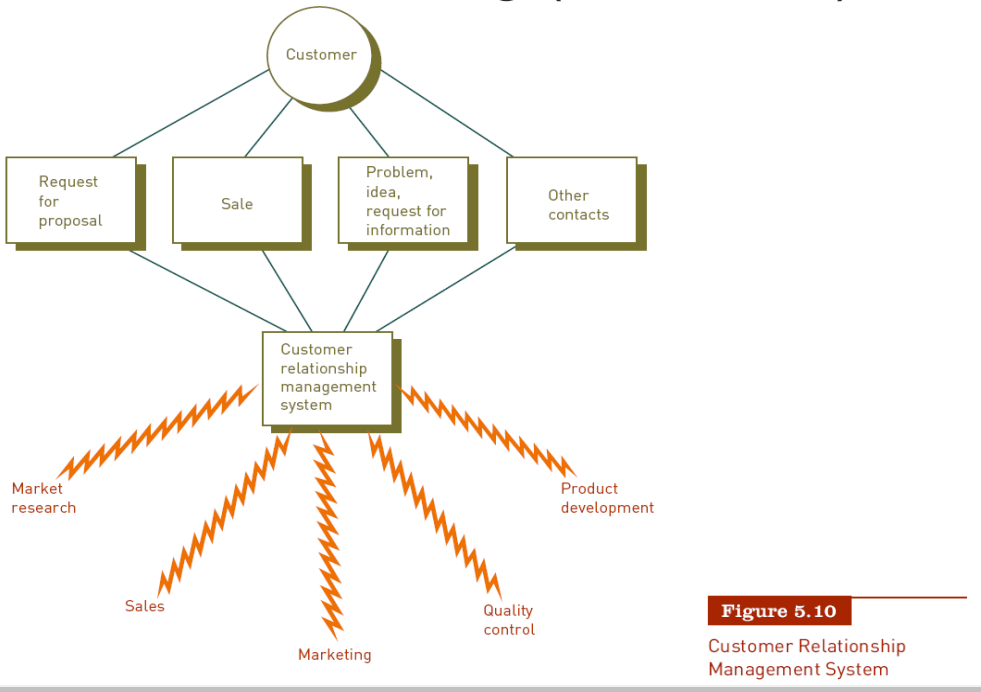 Customer
Request
for
proposal
Sale
Problem,
idea,
request for
information
Other
contacts
Customer
relationship
management
system
Market
research
Product
development
Sales
Quality
control
Marketing
Figure 5.10
Customer Relationship
Management System